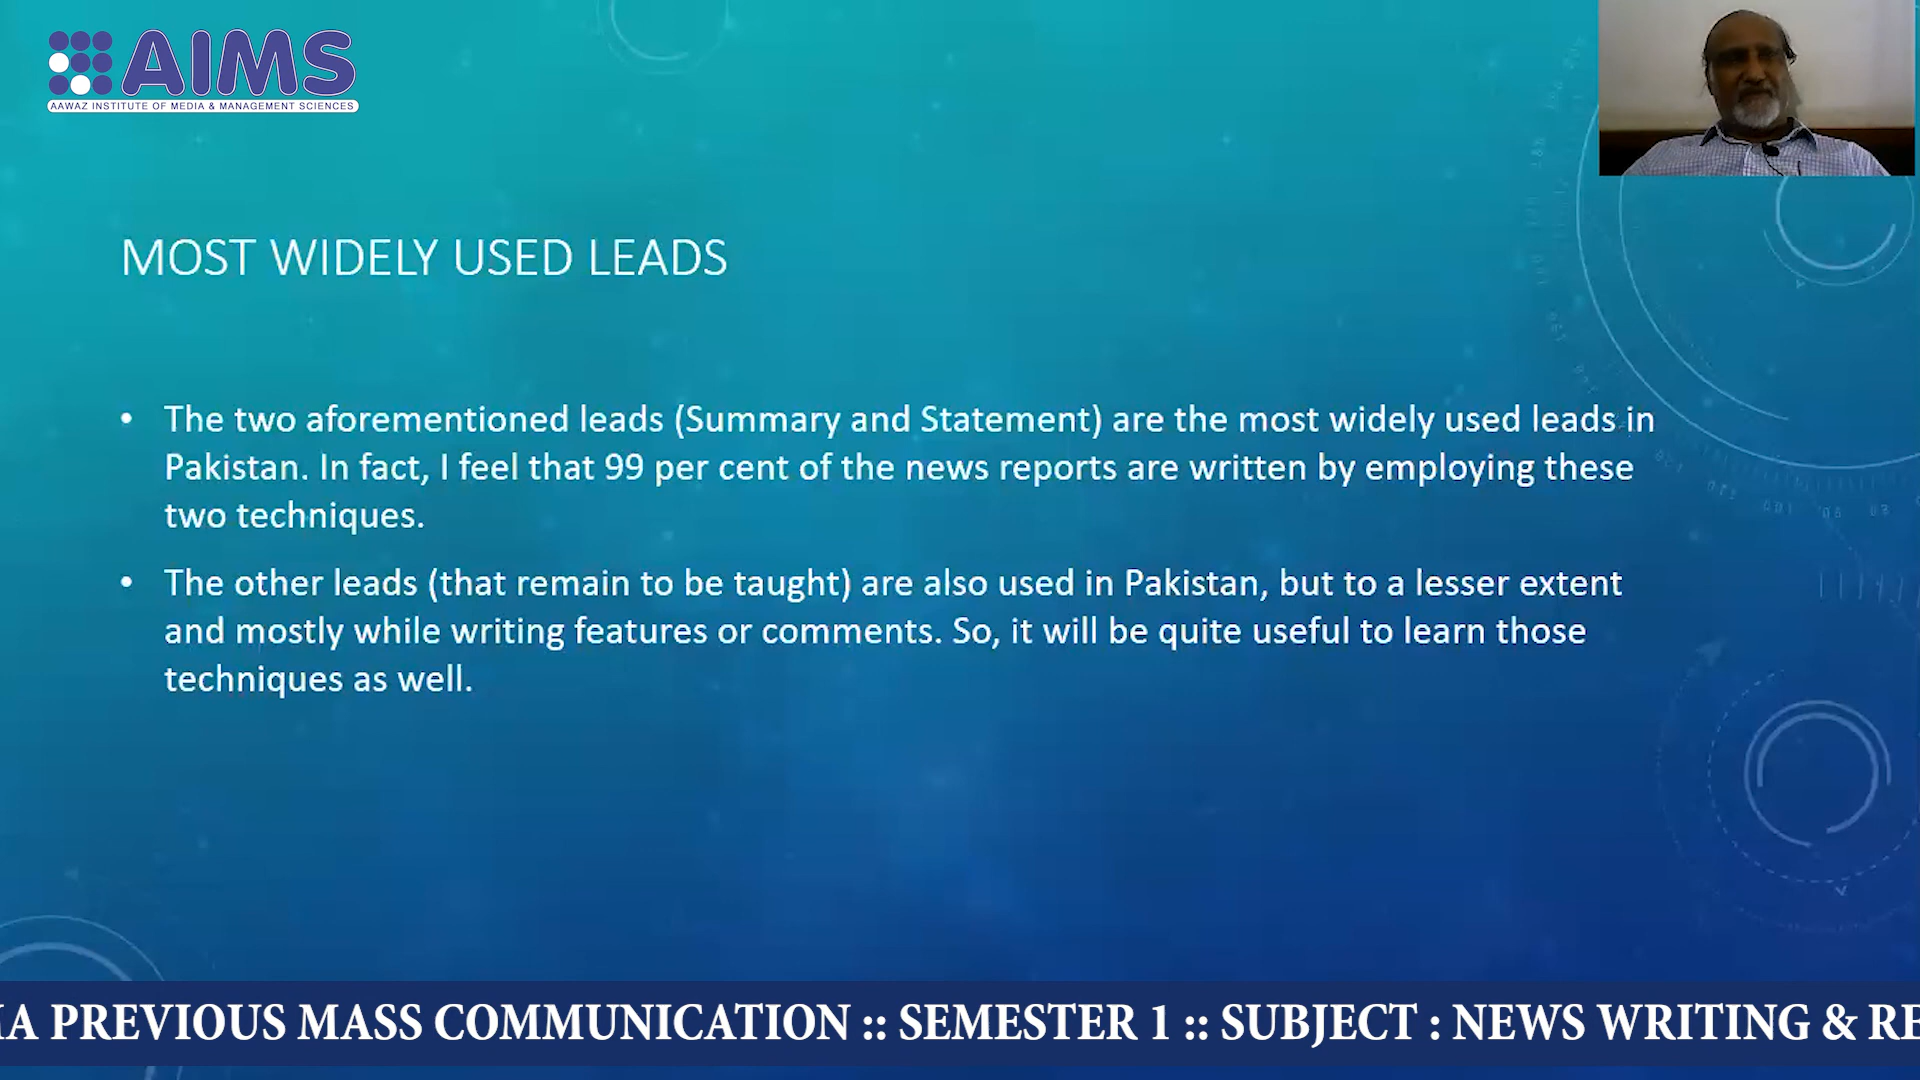 AIMS
AAWAZ INSTITUTE OF MEDIA & MANAGEMENT SCIENCES
MOST WIDELY USED LEADS
• The two aforementioned leads (Summary and Statement) are the most widely used leads in
Pakistan. In fact, I feel that 99 per cent of the news reports are written by employing these
two techniques.
• The other leads (that remain to be taught) are also used in Pakistan, but to a lesser extent
and mostly while writing features or comments. So, it will be quite useful to learn those
techniques as well.
PREVIOUS MASS COMMUNICATION :: SEMESTER 1 :: SUBJECT : NEWS WRITING &